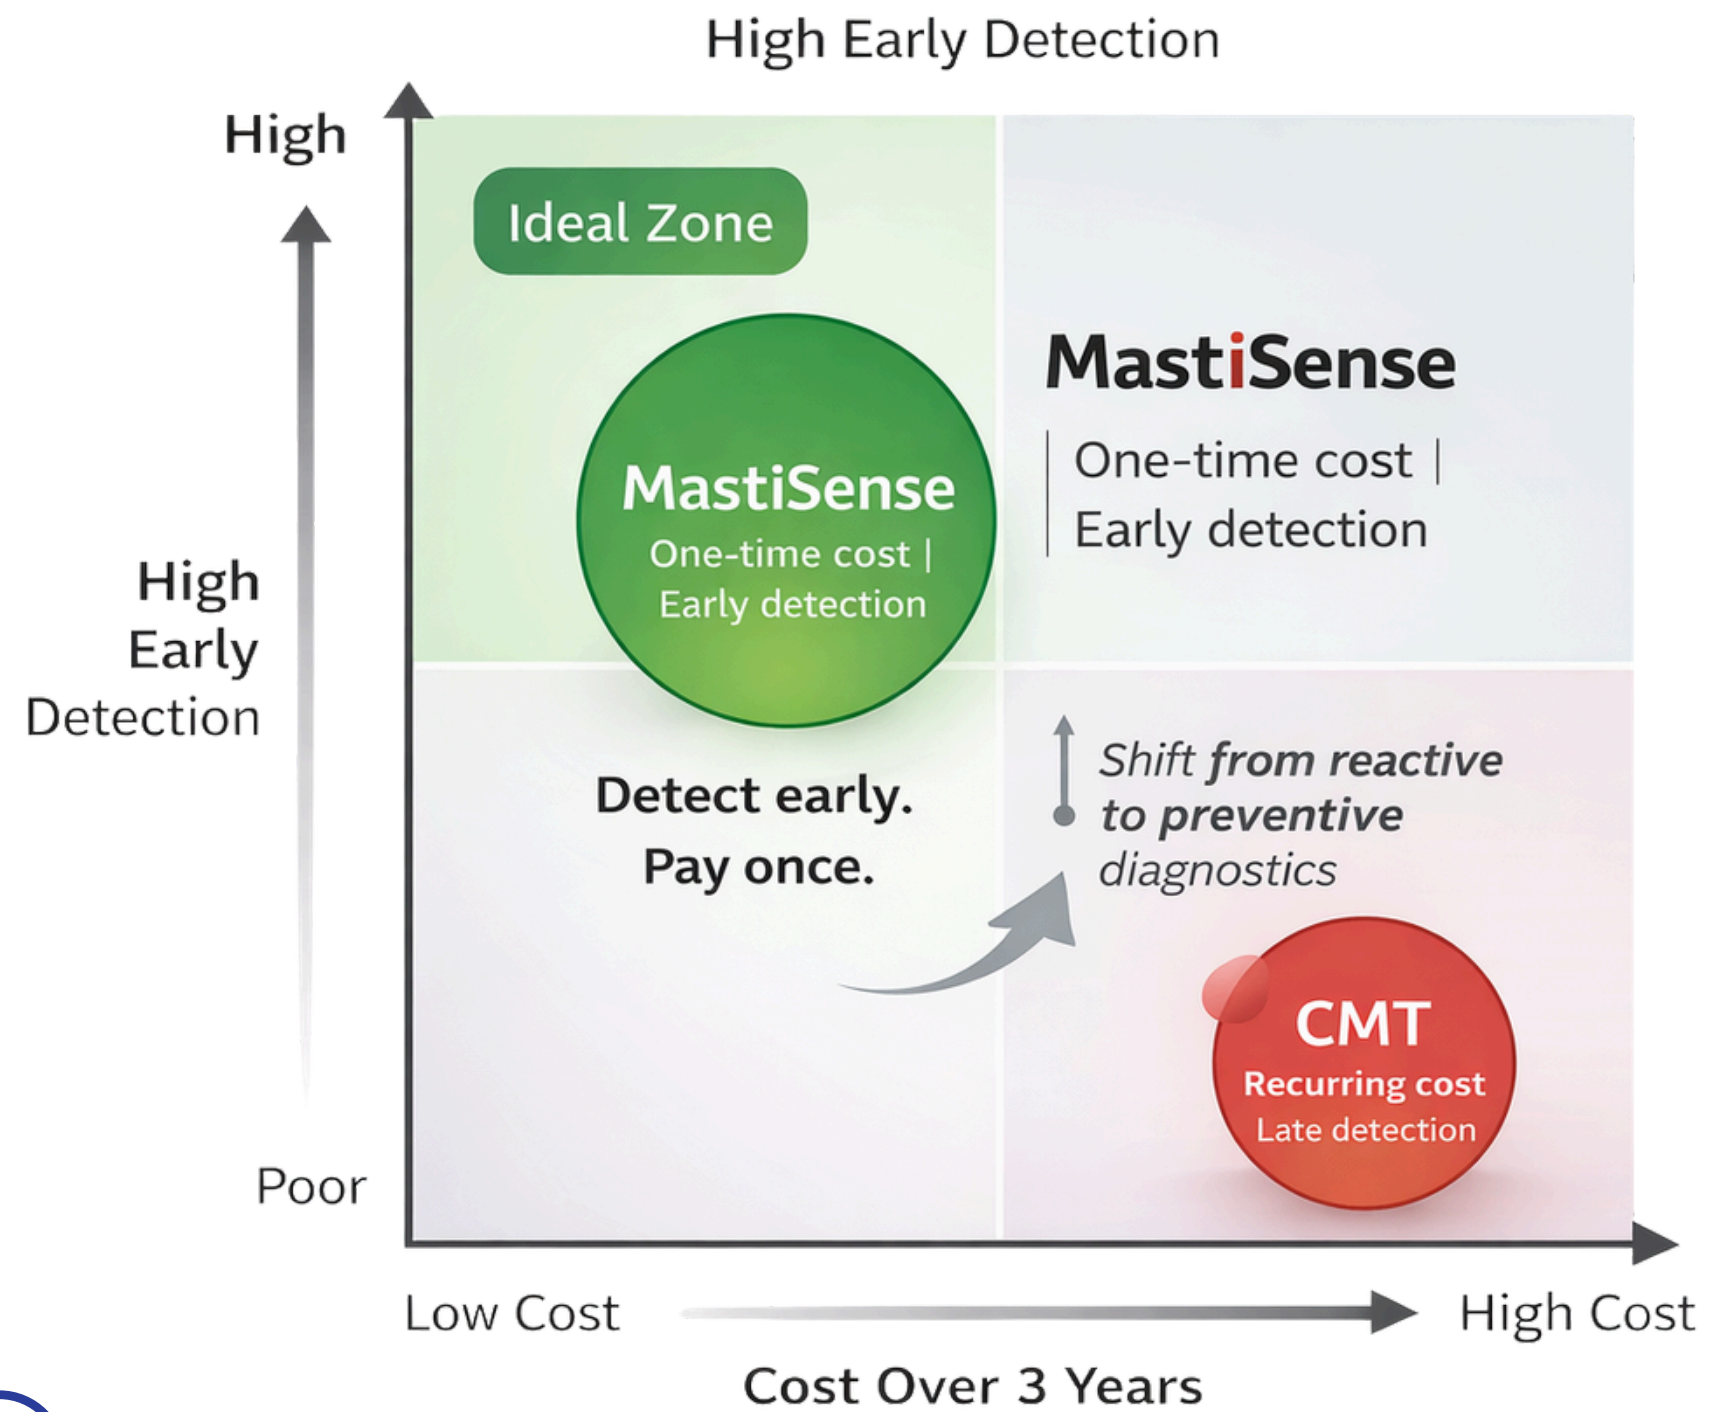 High Early Detection
High
Ideal Zone
MastiSense
One-time cost |
Early detection
MastiSense
| One-time cost |
Early detection
High
Early
Detection
Detect early.
Pay once.
Shift from reactive
to preventive
diagnostics
CMT
Recurring cost
Late detection
Poor
Low Cost
High Cost
Cost Over 3 Years